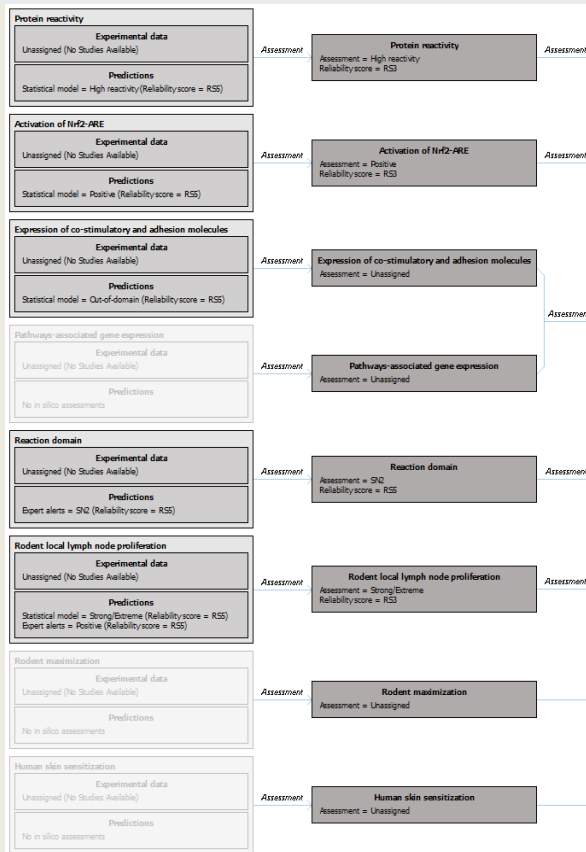 Protein reactivity
Experimental data
Unassigned (No Studies Available)
Predictions
Statistical model = High reactivity (Reliability score = RS5)
Assessment
Protein reactivity
Assessment = High reactivity
Reliability score = RS3
Assessment
Activation of Nrf2-ARE
Experimental data
Unassigned (No Studies Available)
Predictions
Statistical model = Positive (Reliability score = RS5)
Assessment
Activation of Nrf2-ARE
Assessment = Positive
Reliability score = RS3
Assessment
Expression of co-stimulatory and adhesion molecules
Experimental data
Unassigned (No Studies Available)
Predictions
Statistical model = Out-of-domain (Reliability score = RS5)
Assessment
Expression of co-stimulatory and adhesion molecules
Assessment = Unassigned
Assessment
Pathways-associated gene expression
Experimental data
Unassigned (No Studies Available)
Predictions
No in silico assessments
Assessment
Pathways-associated gene expression
Assessment = Unassigned
Reaction domain
Experimental data
Unassigned (No Studies Available)
Predictions
Expert alerts = SN2 (Reliability score = RS5)
Assessment
Reaction domain
Assessment = SN2
Reliability score = RS5
Assessment
Rodent local lymph node proliferation
Experimental data
Unassigned (No Studies Available)
Predictions
Statistical model = Strong/Extreme (Reliability score = RS5)
Expert alerts = Positive (Reliability score = RS5)
Assessment
Rodent local lymph node proliferation
Assessment = Strong/Extreme
Reliability score = RS3
Assessment
Rodent maximization
Experimental data
Unassigned (No Studies Available)
Predictions
No in silico assessments
Assessment
Rodent maximization
Assessment = Unassigned
Human skin sensitization
Experimental data
Unassigned (No Studies Available)
Predictions
No in silico assessments
Assessment
Human skin sensitization
Assessment = Unassigned